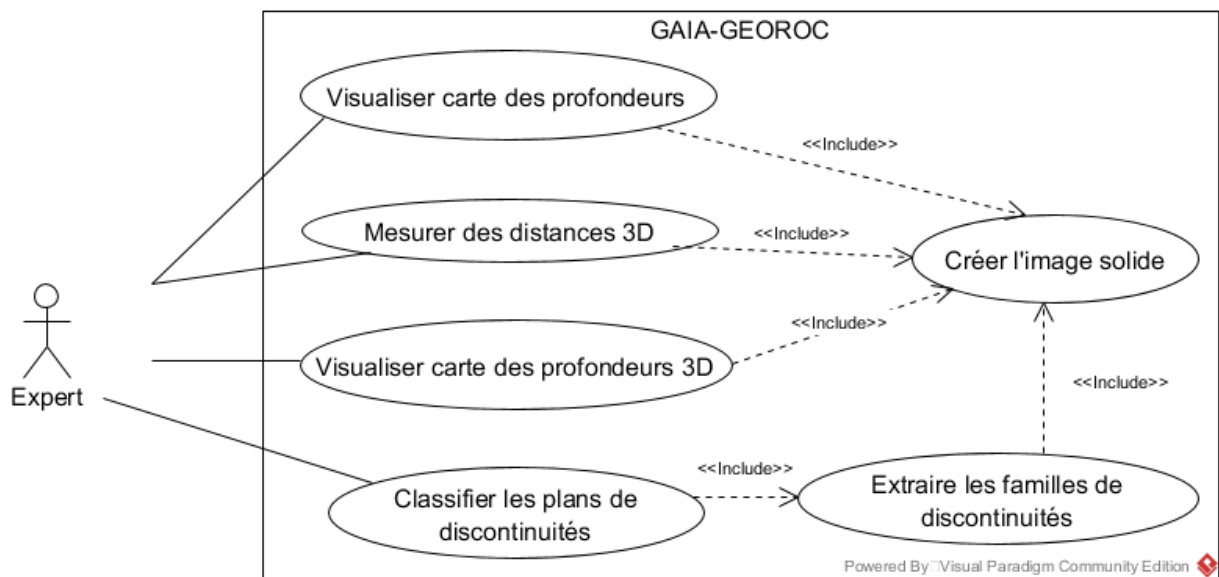 GAIA-GEOROC
Visualiser carte des profondeurs
<<Include>>
Mesurer des distances 3D
<<Include>>
Créer l'image solide
<<Include>>
Visualiser carte des profondeurs 3D
Expert
<<Include>>
Classifier les plans de
discontinuités
<<Include>>
Extraire les familles de
discontinuités
Powered By Visual Paradigm Community Edition